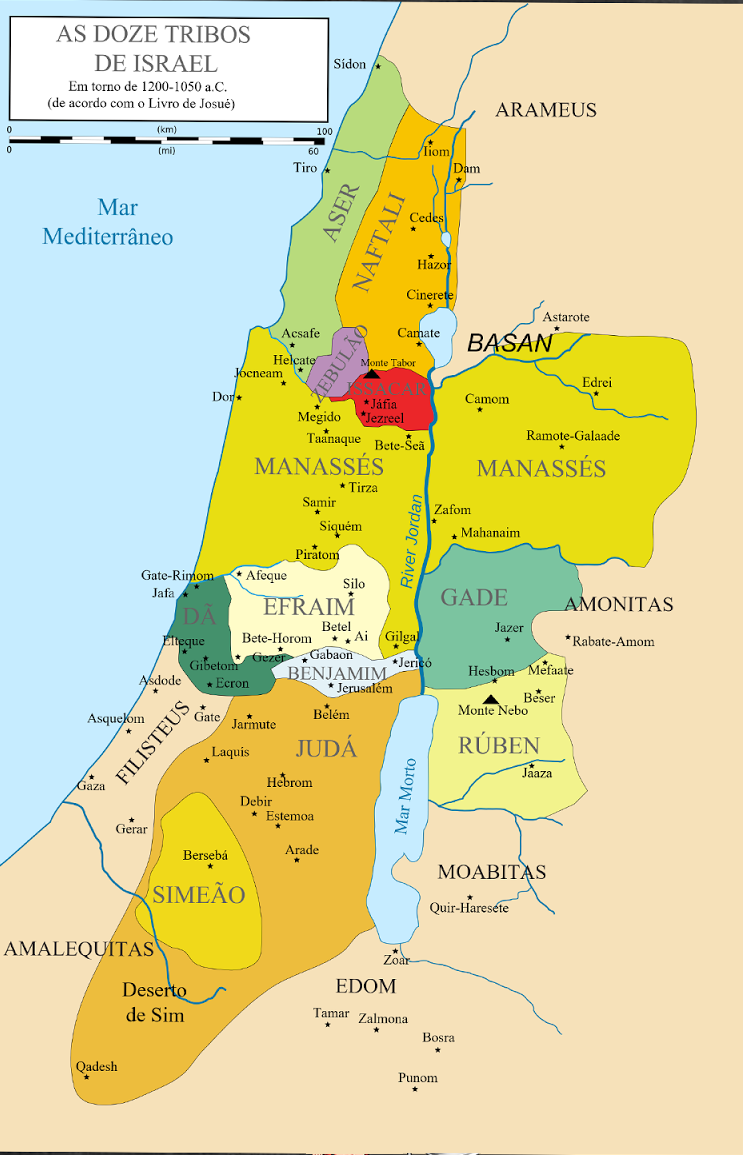 AS DOZE TRIBOS
DE ISRAEL
Em torno de 1200-1050 a.C.
(de acordo com o Livro de Josué)
0 (km) 100
0 (mi) 60
Sídon
ARAMEUS
Iiom
Tiro
Dam
ASER
NAFTALI
Mar
Mediterrâneo
Cedes
Hazor
Cinerete
Astarote
Acsafe
Camate
BASAN
ZEBULÃO
Helcate
Monte Tabor
Jocneam
ISSACAR
Edrei
Dor
Jáfia
Camom
Megido
Jezreel
Taanaque
Bete-Seã
Ramote-Galaade
MANASSÉS
MANASSÉS
Tirza
Samir
Zafom
Siquém
Mahanaim
River Jordan
Piratom
Gate-Rimom
Afeque
Jafa
Silo
EFRAIM
GADE
AMONITAS
DÃ
Betel
Jazer
Elteque
Bete-Horom
Ai
Gilgal
Rabate-Amom
Gezer
Gabaon
Gibetom
Jericó
Mefaate
BENJAMIM
Hesbom
Ecron
Jerusalém
Asdode
Beser
Gate
Belém
Monte Nebo
Asquelom
Jarmute
FILISTEUS
JUDÁ
RÚBEN
Laquis
Jaaza
Gaza
Hebrom
Mar Morto
Debir
Estemoa
Gerar
Bersebá
Arade
MOABITAS
SIMEÃO
Quir-Haresete
AMALEQUITAS
Zoar
Deserto
de Sim
EDOM
Tamar
Zalmona
Bosra
Qadesh
Punom